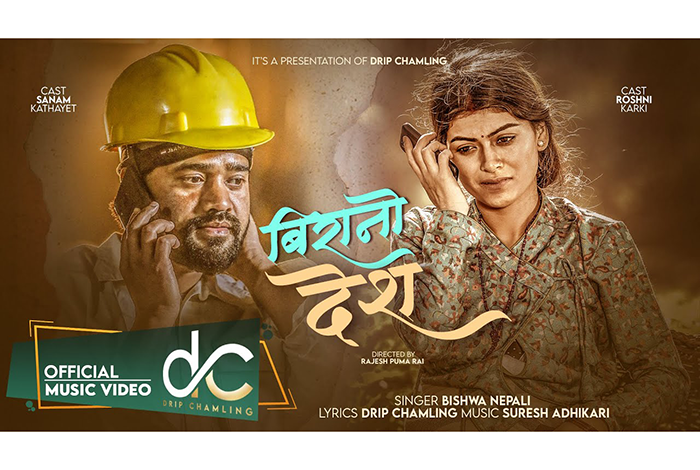 IT'S A PRESENTATION OF DRIP CHAMLING
CAST
SANAM
KATHAYET
CAST
ROSHNI
KARKI
बिरानो
देश
DIRECTED BY
RAJESH PUMA RAI
OFFICIAL
MUSIC VIDEO
dc
DRIP CHAMLING
SINGER BISHWA NEPALI
LYRICS DRIP CHAMLING MUSIC SURESH ADHIKARI